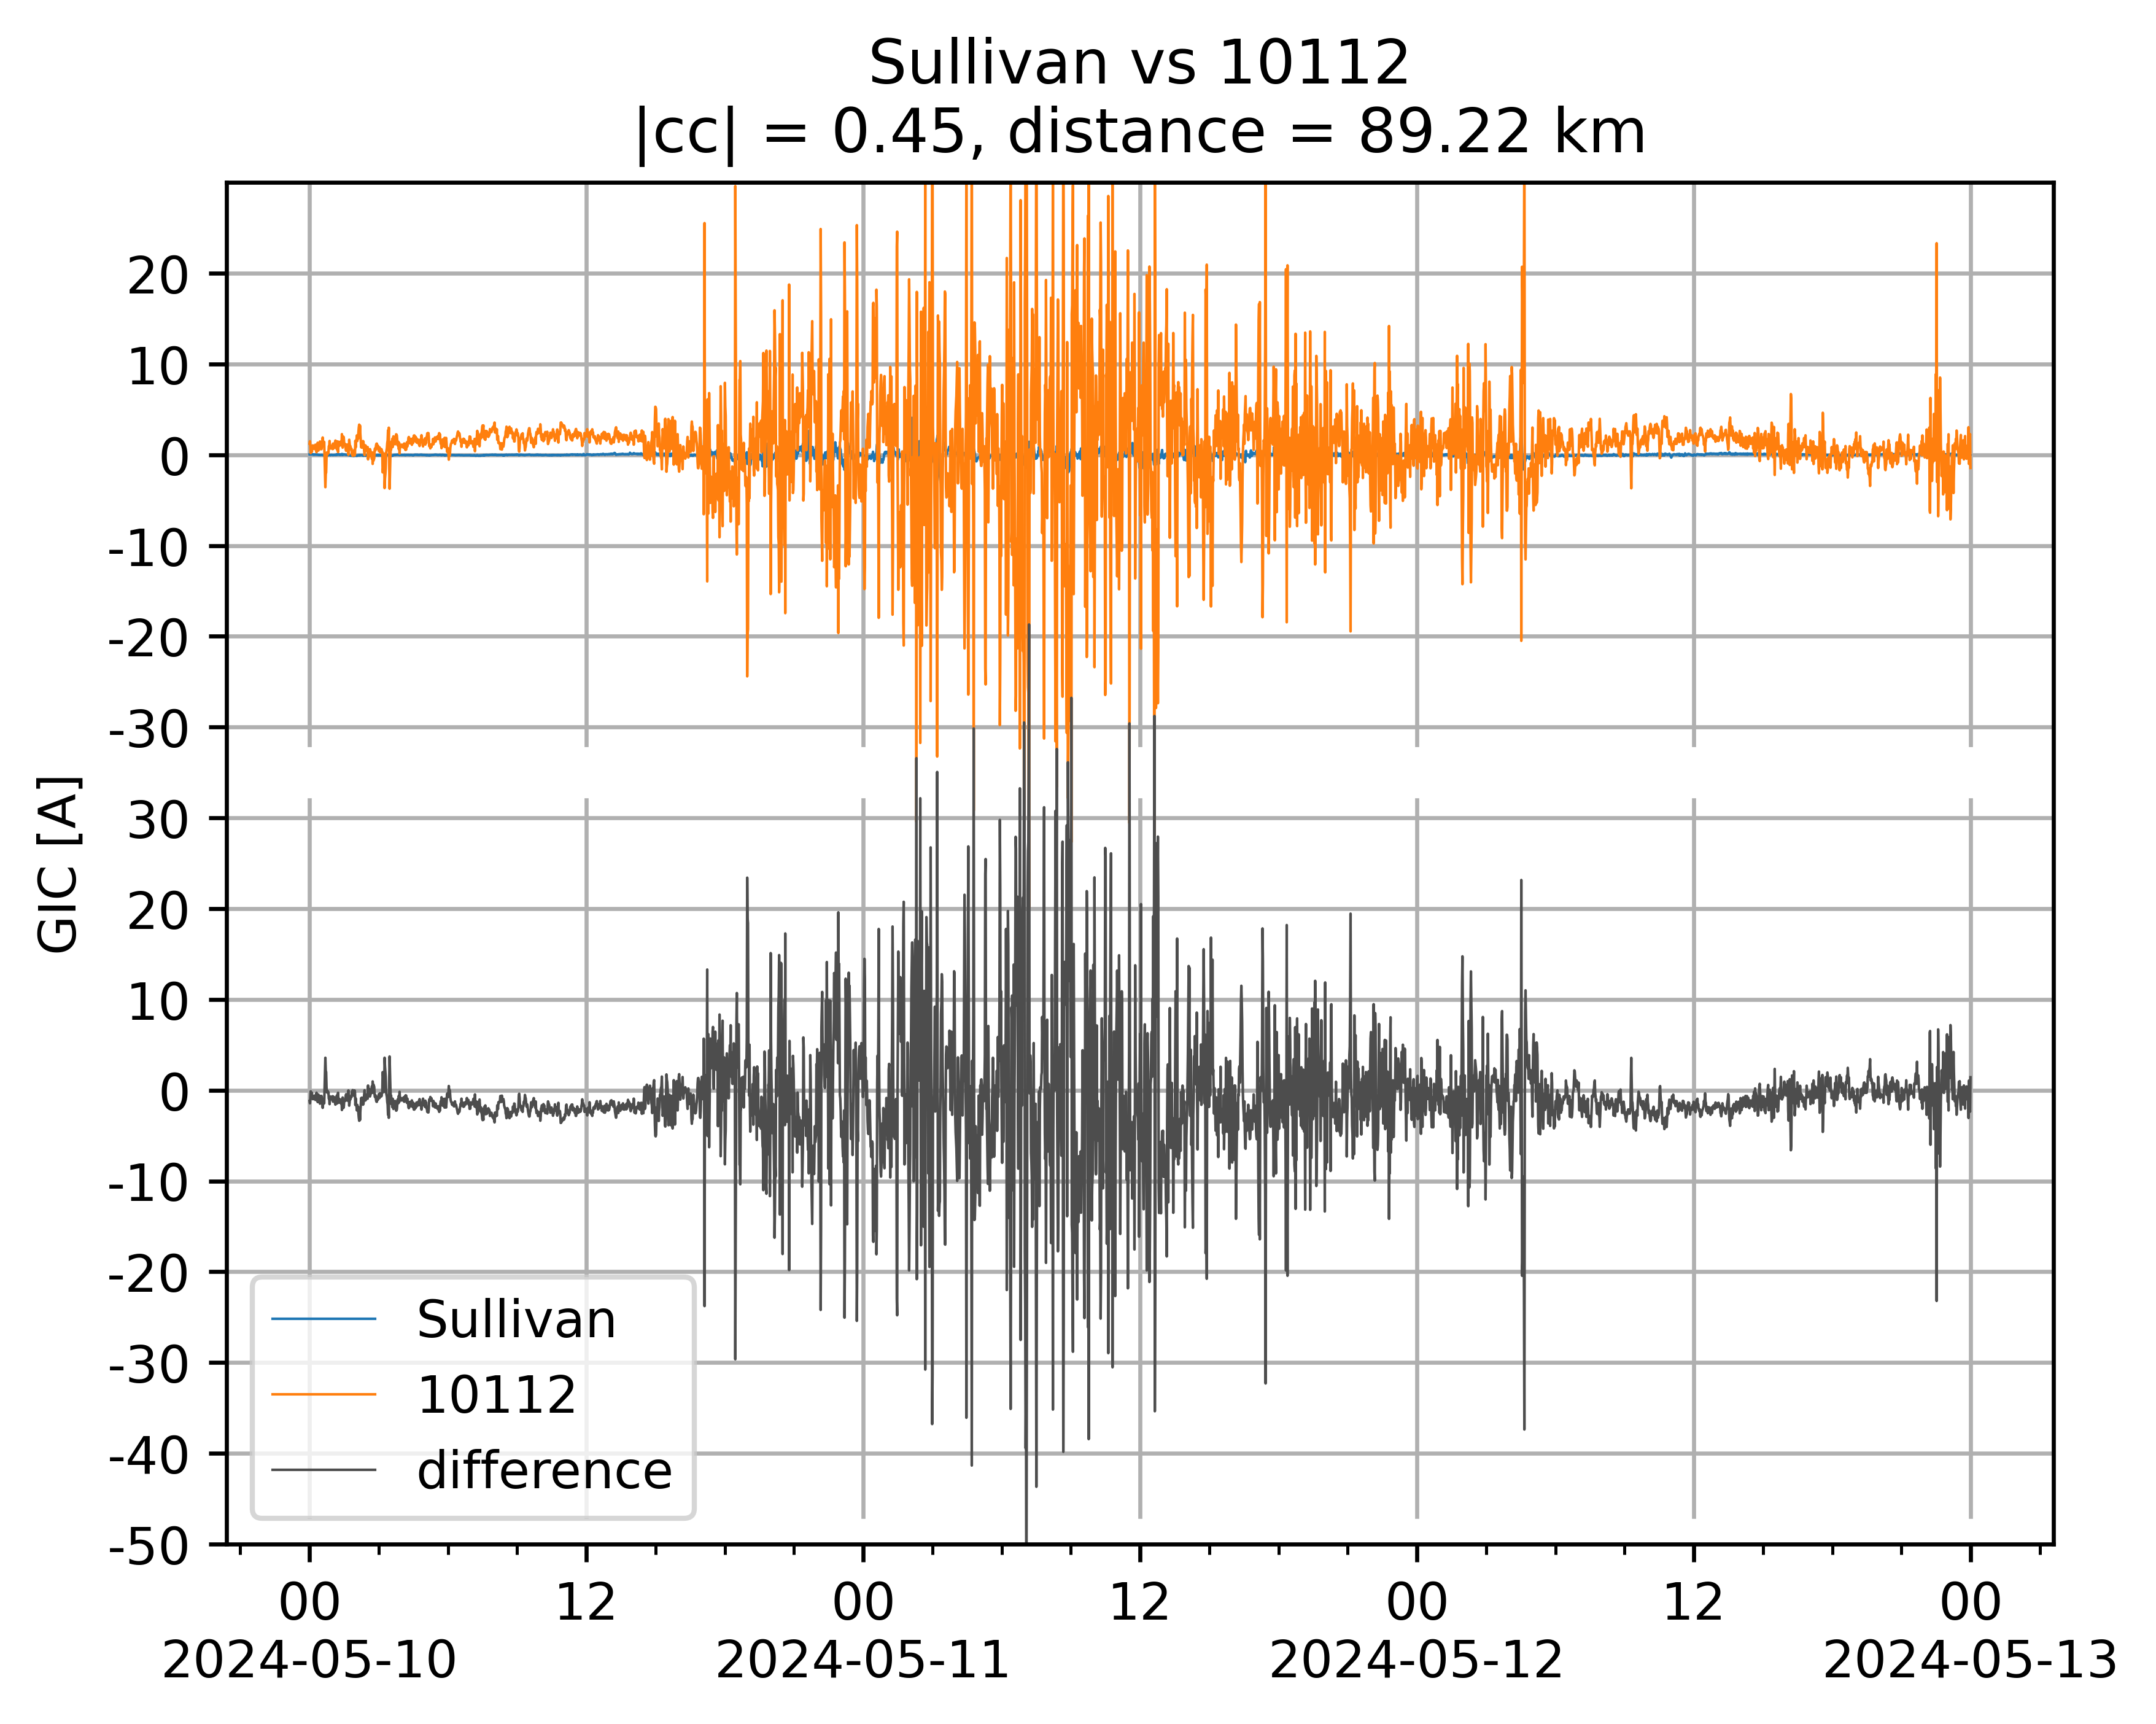 Sullivan vs 10112
|cc| = 0.45, distance = 89.22 km
GIC [A]
20
10
0
-10
-20
-30
30
20
10
0
-10
-20
-30
-40
-50
Sullivan
10112
difference
00 12 00 12 00 12 00
2024-05-10 2024-05-11 2024-05-12 2024-05-13